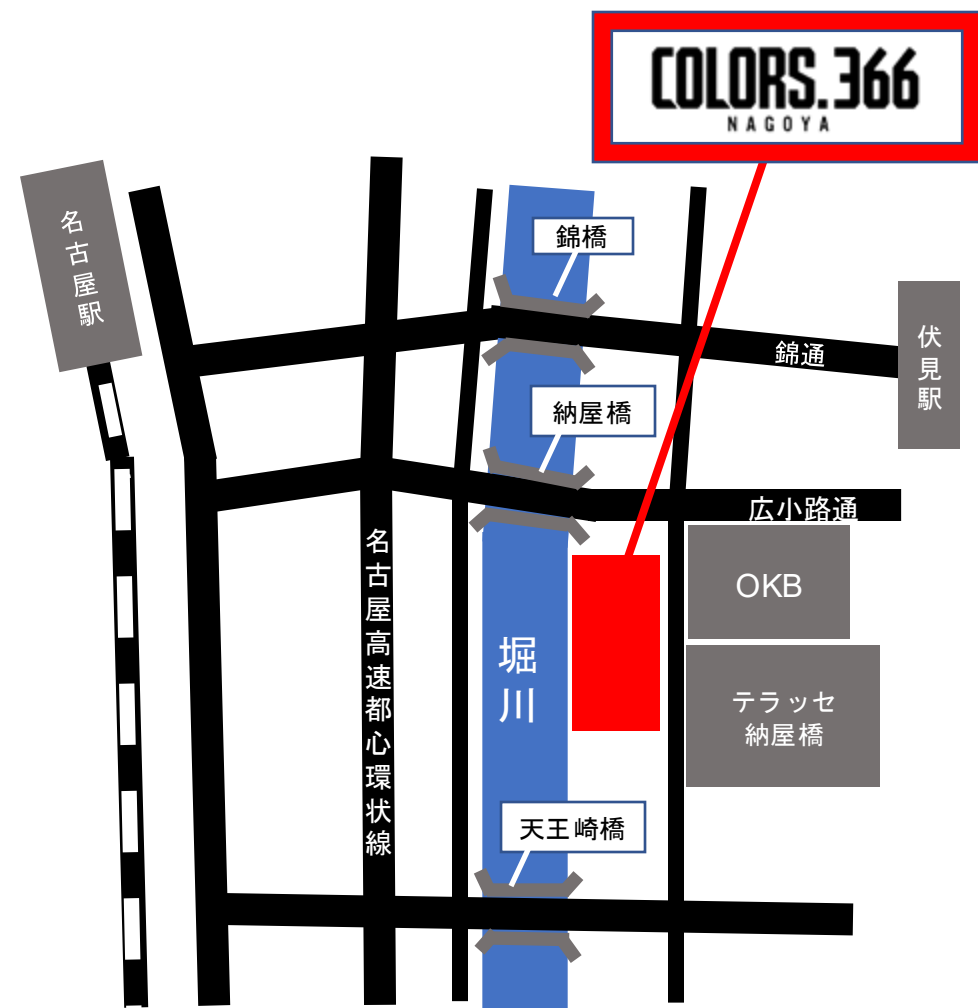 COLORS.366
NAGOYA
名古屋駅
錦橋
錦通
伏見駅
納屋橋
広小路通
名古屋高速都心環状線
OKB
堀川
テラッセ
納屋橋
天王崎橋